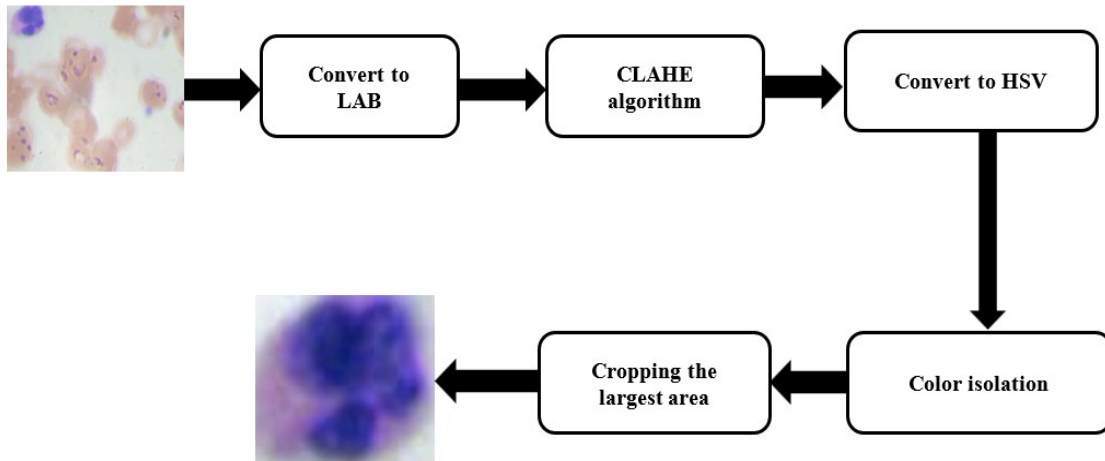 Convert to
LAB
CLAHE
algorithm
Convert to HSV
Color isolation
Cropping the
largest area